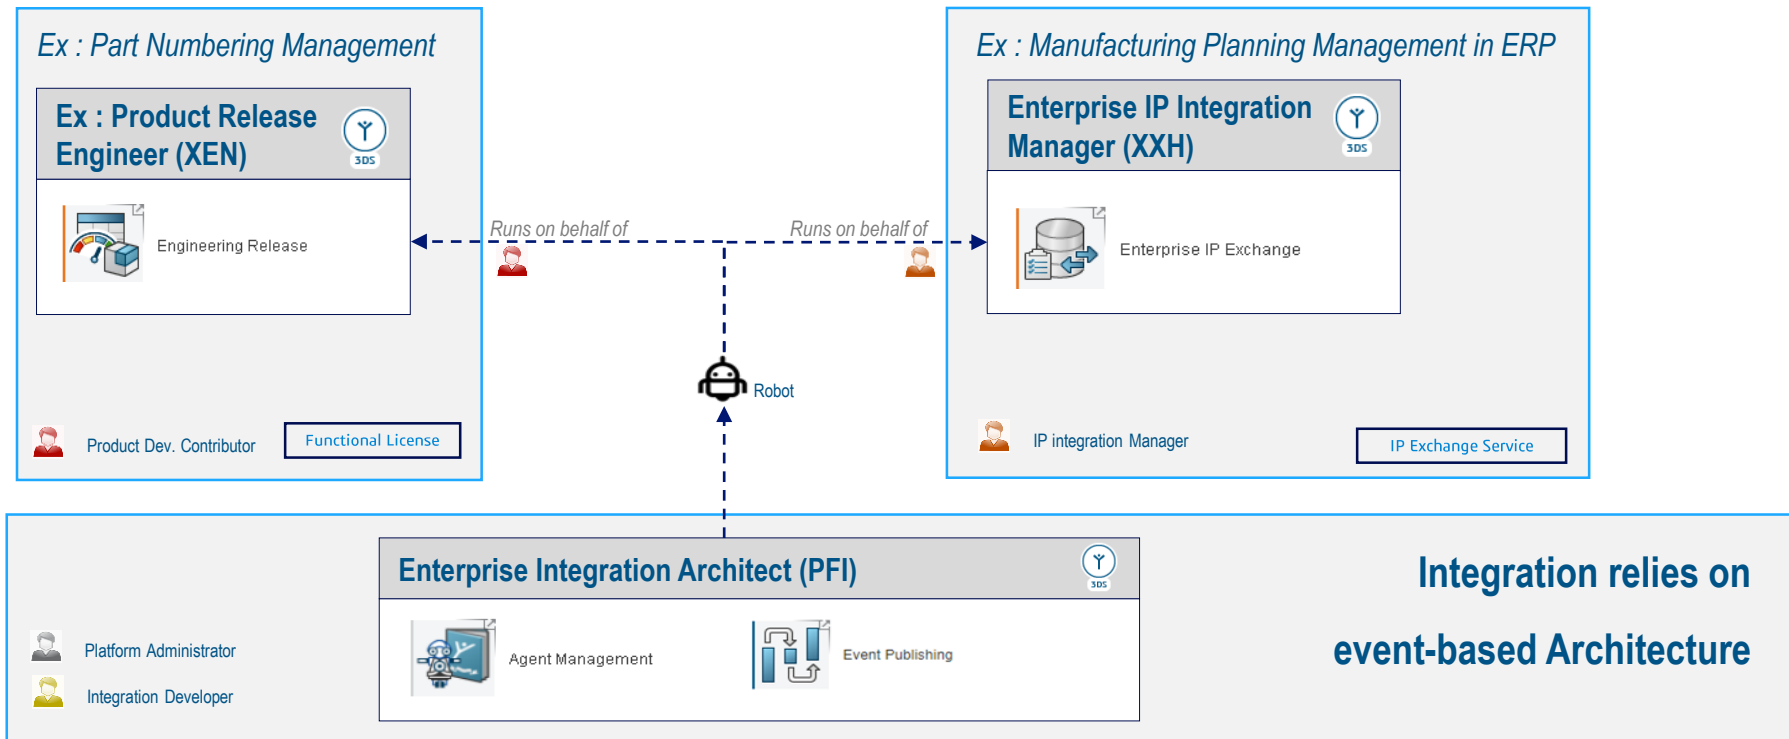 Ex : Part Numbering Management
Ex : Product Release
Engineer (XEN)
3DS
Engineering Release
Product Dev. Contributor
Functional License
Runs on behalf of
Runs on behalf of
Robot
Ex : Manufacturing Planning Management in ERP
Enterprise IP Integration
Manager (XXH)
3DS
Enterprise IP Exchange
IP integration Manager
IP Exchange Service
Enterprise Integration Architect (PFI)
3DS
Agent Management
Event Publishing
Platform Administrator
Integration Developer
Integration relies on
event-based Architecture